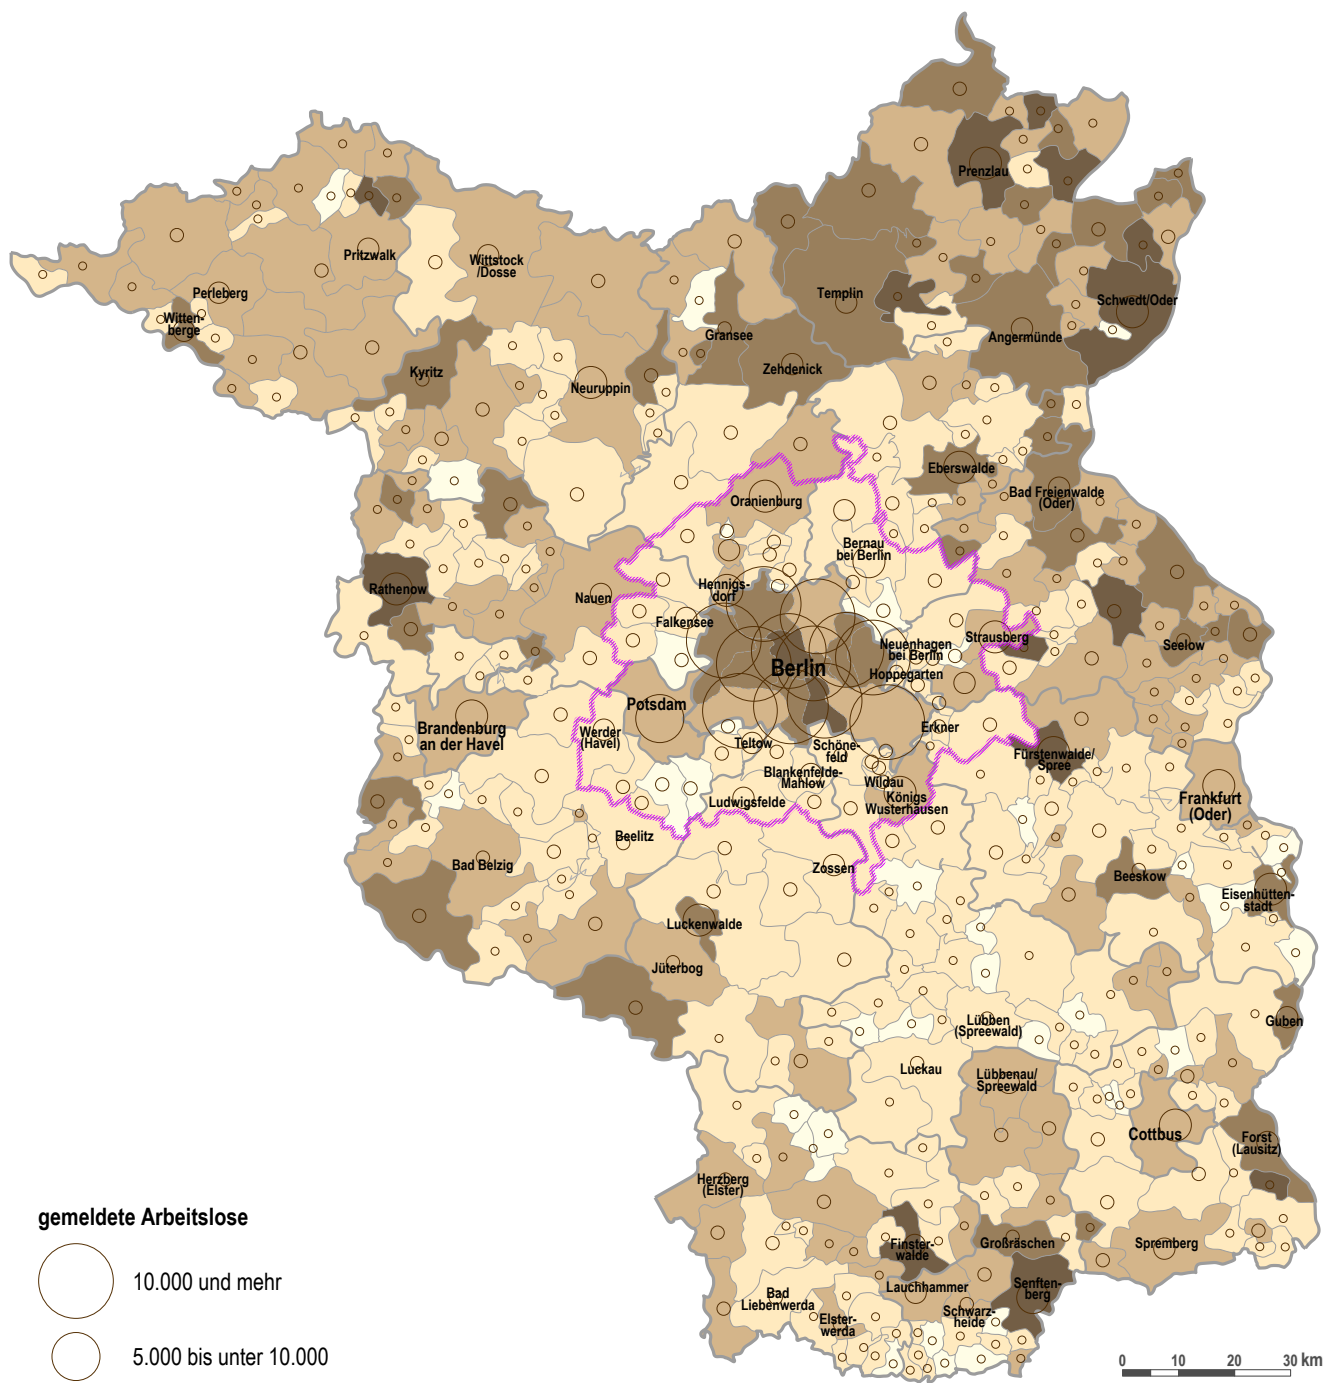 Prenzlau
Pritzwalk
Wittstock
/Dosse
Perleberg
Templin
Schwedt/Oder
Witten-
berge
Gransee
Angermünde
Zehdenick
Kyritz
Neuruppin
Eberswalde
Oranienburg
Bad Freienwalde
(Oder)
Bernau
bei Berlin
Rathenow
Nauen
Hennigs-
dorf
Falkensee
Strausberg
Neuenhagen
bei Berlin
Seelow
Berlin
Hoppegarten
Potsdam
Brandenburg
an der Havel
Werder
(Havel)
Erkner
Teltow
Schöne-
feld
Fürstenwalde/
Spree
Blankenfelde-
Mahlow
Wildau
Ludwigsfelde
Königs
Wusterhausen
Frankfurt
(Oder)
Beelitz
Bad Belzig
Zossen
Beeskow
Eisenhütten-
stadt
Luckenwalde
Jüterbog
Lübben
(Spreewald)
Guben
Luckau
Lübbenau/
Spreewald
Cottbus
Forst
(Lausitz)
Herzberg
(Elster)
gemeldete Arbeitslose
Finster-
walde
Großräschen
Spremberg
10.000 und mehr
Lauchhammer
Senften-
berg
Bad
Liebenwerda
Schwarz-
heide
Elster-
werda
5.000 bis unter 10.000
0 10 20 30 km